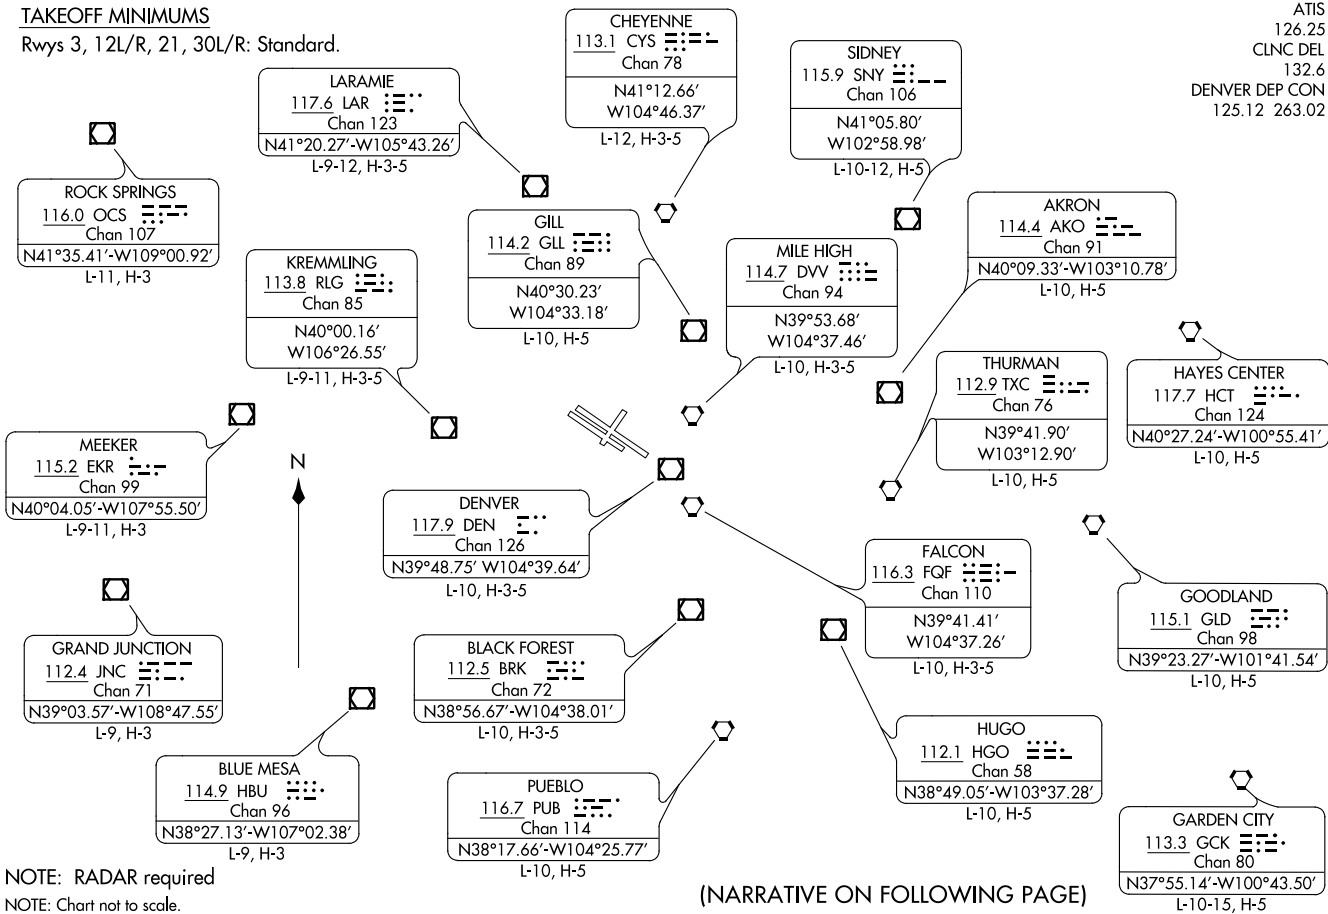 TAKEOFF MINIMUMS
Rwys 3, 12L/R, 21, 30L/R: Standard.
ATIS
126.25
CLNC DEL
132.6
DENVER DEP CON
125.12 263.02
CHEYENNE
113.1 CYS
Chan 78
N41°12.66′
W104°46.37′
L-12, H-3-5
SIDNEY
115.9 SNY
Chan 106
N41°05.80′
W102°58.98′
L-10-12, H-5
LARAMIE
117.6 LAR
Chan 123
N41°20.27′-W105°43.26′
L-9-12, H-3-5
ROCK SPRINGS
116.0 OCS
Chan 107
N41°35.41′-W109°00.92′
L-11, H-3
GILL
114.2 GLL
Chan 89
N40°30.23′
W104°33.18′
L-10, H-5
AKRON
114.4 AKO
Chan 91
N40°09.33′-W103°10.78′
L-10, H-5
KREMMLING
113.8 RLG
Chan 85
N40°00.16′
W106°26.55′
L-9-11, H-3-5
MILE HIGH
114.7 DVV
Chan 94
N39°53.68′
W104°37.46′
L-10, H-3-5
THURMAN
112.9 TXC
Chan 76
N39°41.90′
W103°12.90′
L-10, H-5
HAYES CENTER
117.7 HCT
Chan 124
N40°27.24′-W100°55.41′
L-10, H-5
MEEKER
115.2 EKR
Chan 99
N40°04.05′-W107°55.50′
L-9-11, H-3
N
DENVER
117.9 DEN
Chan 126
N39°48.75′ W104°39.64′
L-10, H-3-5
FALCON
116.3 FQF
Chan 110
N39°41.41′
W104°37.26′
L-10, H-3-5
GOODLAND
115.1 GLD
Chan 98
N39°23.27′-W101°41.54′
L-10, H-5
GRAND JUNCTION
112.4 JNC
Chan 71
N39°03.57′-W108°47.55′
L-9, H-3
BLACK FOREST
112.5 BRK
Chan 72
N38°56.67′-W104°38.01′
L-10, H-3-5
HUGO
112.1 HGO
Chan 58
N38°49.05′-W103°37.28′
L-10, H-5
BLUE MESA
114.9 HBU
Chan 96
N38°27.13′-W107°02.38′
L-9, H-3
PUEBLO
116.7 PUB
Chan 114
N38°17.66′-W104°25.77′
L-10, H-5
GARDEN CITY
113.3 GCK
Chan 80
N37°55.14′-W100°43.50′
L-10-15, H-5
NOTE: RADAR required
NOTE: Chart not to scale.
(NARRATIVE ON FOLLOWING PAGE)